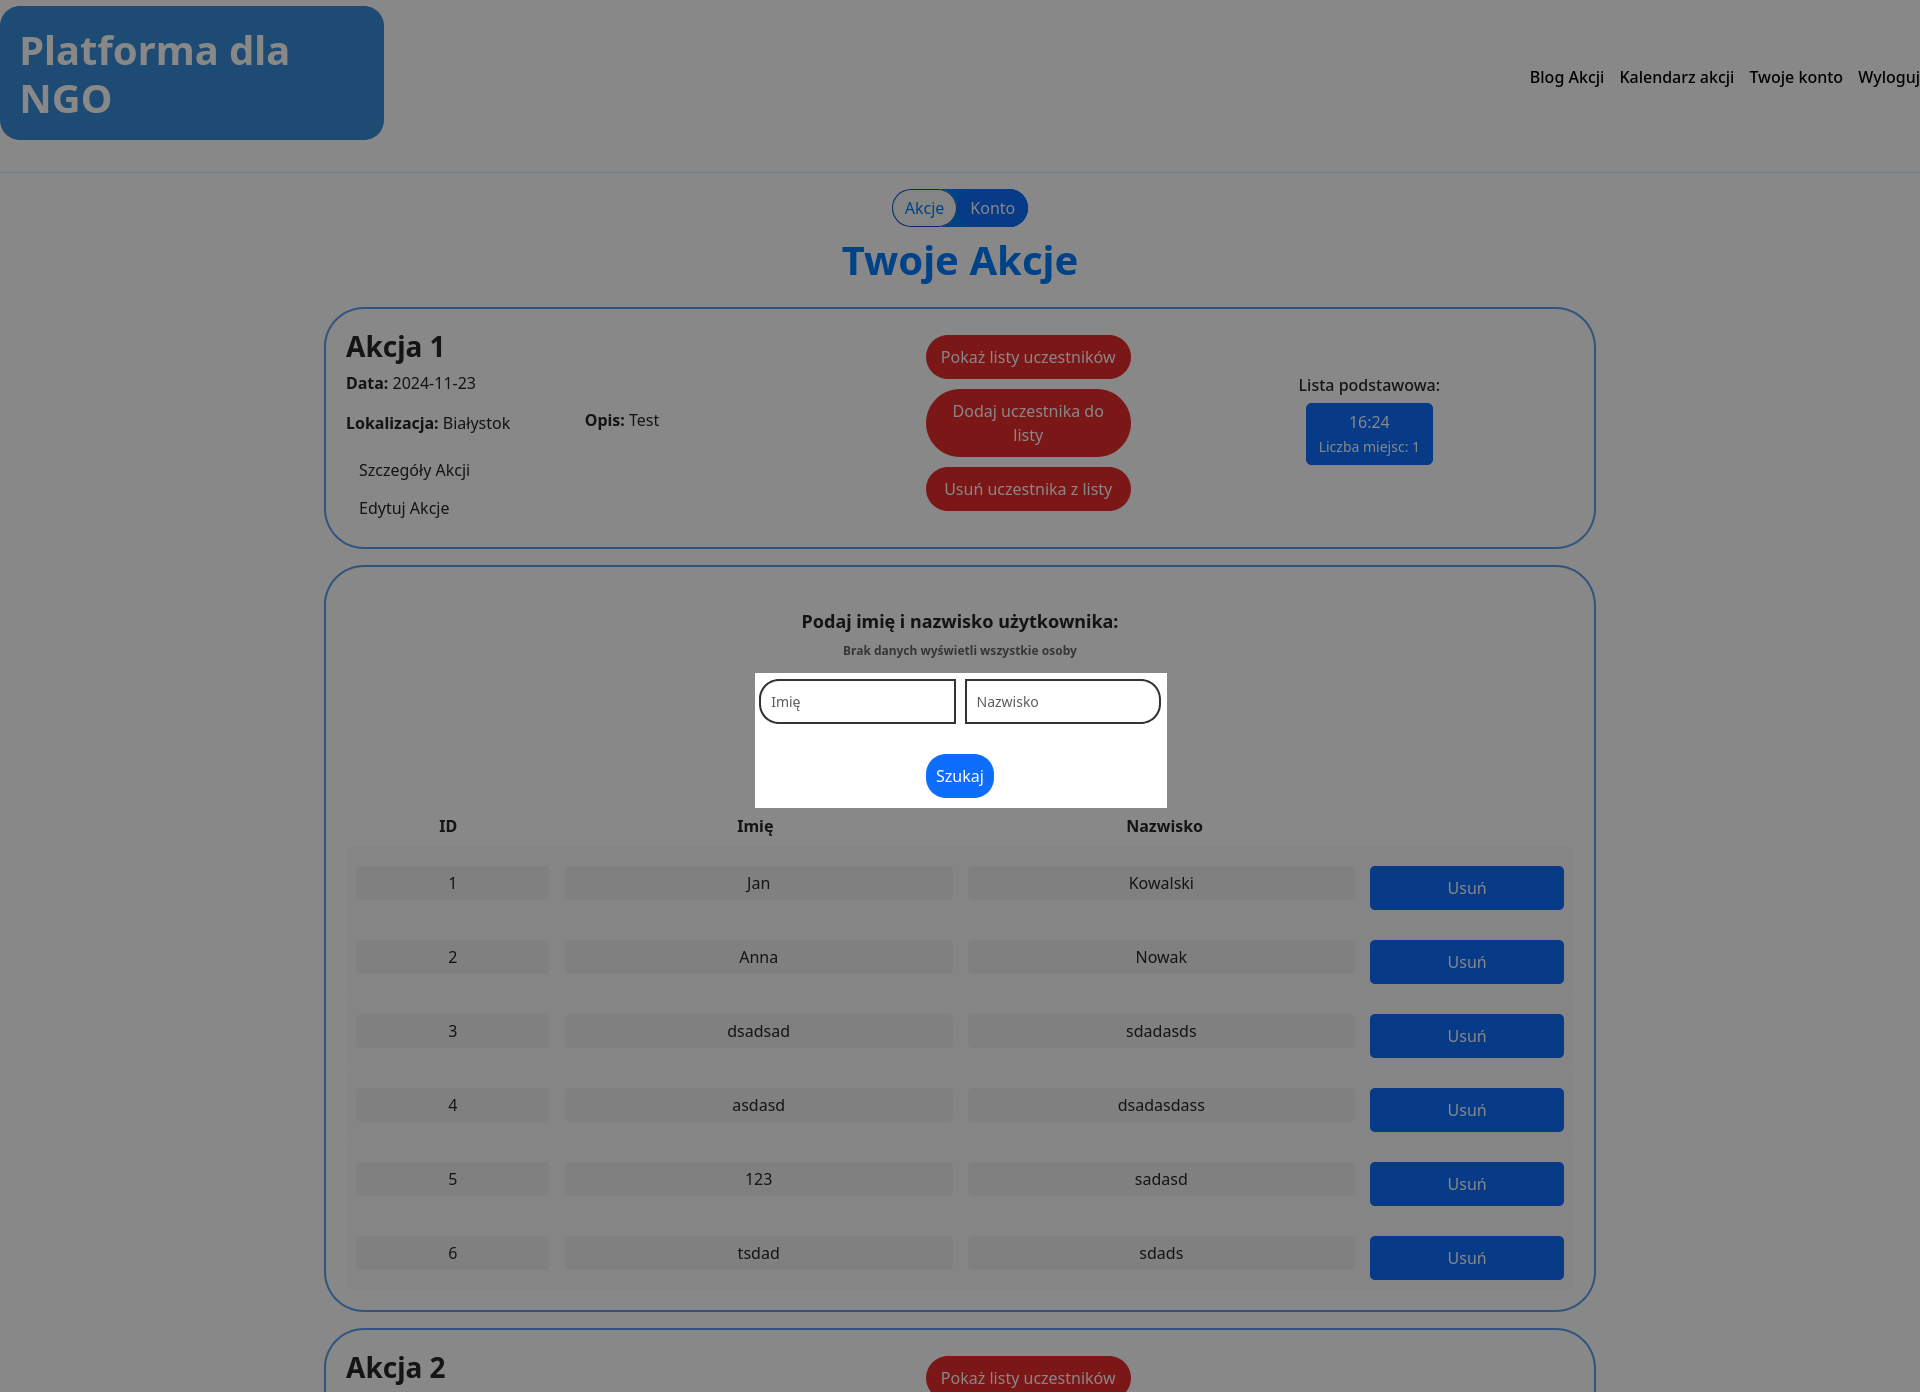 Platforma dla
NGO
Blog Akcji Kalendarz akcji Twoje konto Wyloguj
Akcje Konto
Twoje Akcje
Akcja 1
Data: 2024-11-23
Lokalizacja: Białystok
Szczegóły Akcji
Edytuj Akcje
Opis: Test
Pokaż listy uczestników
Dodaj uczestnika do
listy
Usuń uczestnika z listy
Lista podstawowa:
16:24
Liczba miejsc: 1
Podaj imię i nazwisko użytkownika:
Brak danych wyświetli wszystkie osoby
Imię Nazwisko
Szukaj
ID Imię Nazwisko
1 Jan Kowalski Usuń
2 Anna Nowak Usuń
3 dsadsad sdadasds Usuń
4 asdasd dsadasdass Usuń
5 123 sadasd Usuń
6 tsdad sdads Usuń
Akcja 2
Pokaż listy uczestników